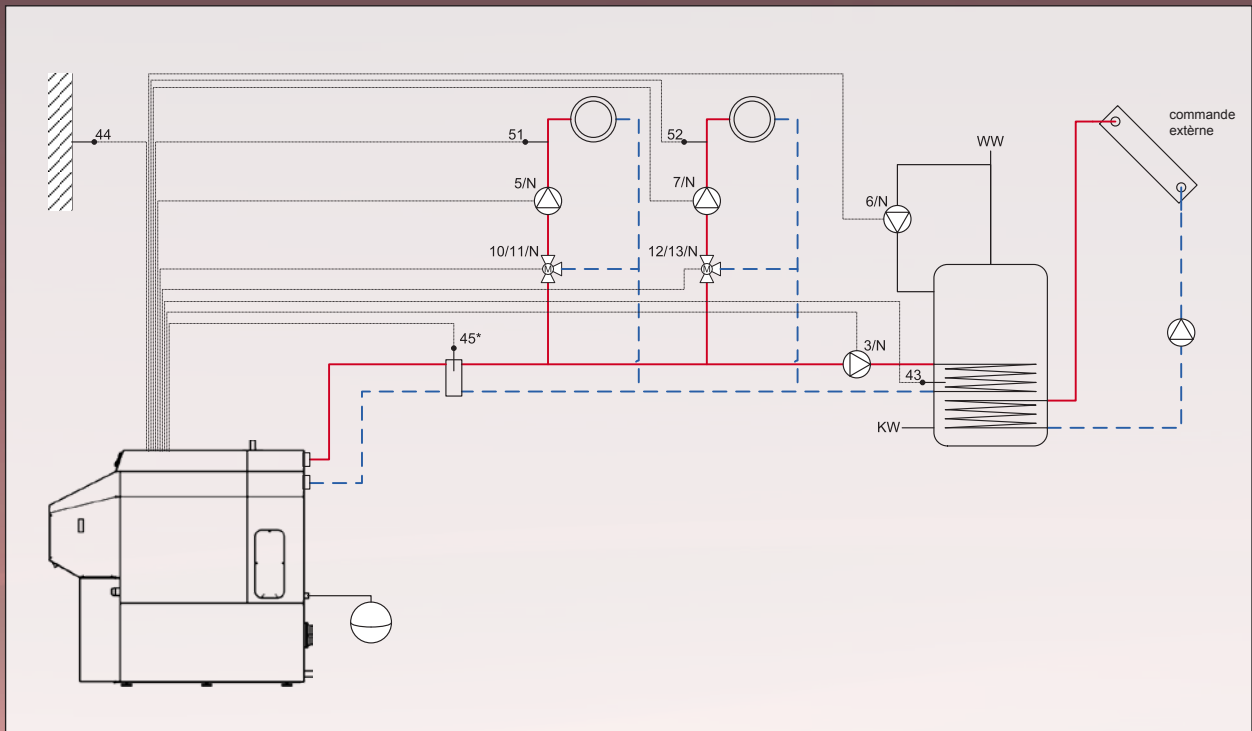 commande
extèrne
44
51
52
WW
5/N
7/N
6/N
10/11/N
12/13/N
45*
3/N
43
KW
M
M